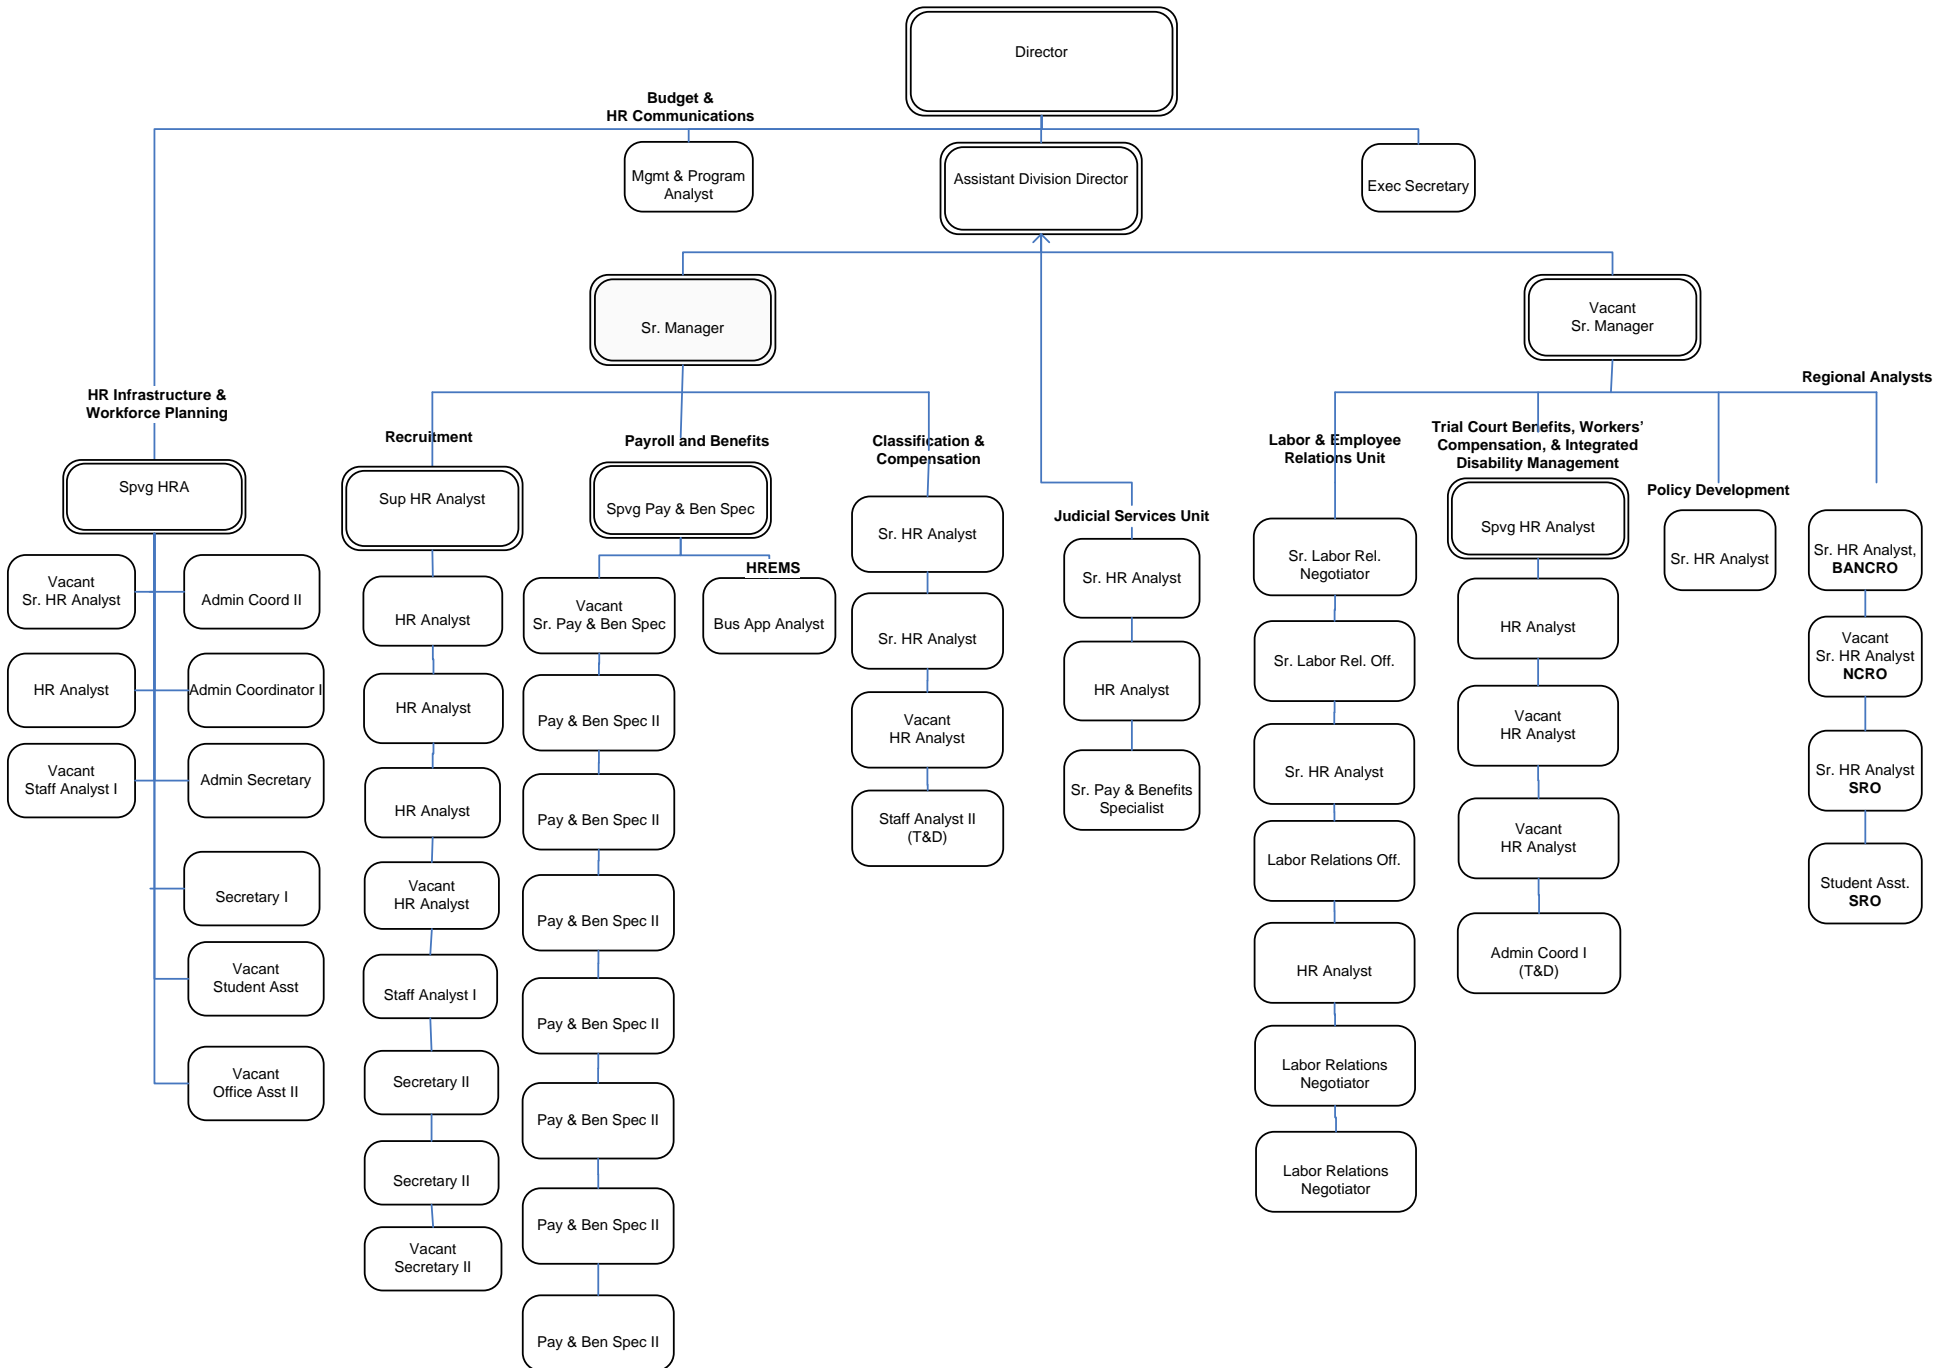 Director
Budget &
HR Communications
Mgmt & Program
Analyst
Assistant Division Director
Exec Secretary
Sr. Manager
Vacant
Sr. Manager
HR Infrastructure &
Workforce Planning
Spvg HRA
Vacant
Sr. HR Analyst
Admin Coord II
HR Analyst
Admin Coordinator I
Vacant
Staff Analyst I
Admin Secretary
Secretary I
Vacant
Student Asst
Vacant
Office Asst II
Recruitment
Sup HR Analyst
HR Analyst
HR Analyst
HR Analyst
Vacant
HR Analyst
Staff Analyst I
Secretary II
Secretary II
Vacant
Secretary II
Payroll and Benefits
Spvg Pay & Ben Spec
Vacant
Sr. Pay & Ben Spec
Pay & Ben Spec II
Pay & Ben Spec II
Pay & Ben Spec II
Pay & Ben Spec II
Pay & Ben Spec II
Pay & Ben Spec II
Pay & Ben Spec II
HREMS
Bus App Analyst
Classification &
Compensation
Sr. HR Analyst
Sr. HR Analyst
Vacant
HR Analyst
Staff Analyst II
(T&D)
Judicial Services Unit
Sr. HR Analyst
HR Analyst
Sr. Pay & Benefits
Specialist
Labor & Employee
Relations Unit
Sr. Labor Rel.
Negotiator
Sr. Labor Rel. Off.
Sr. HR Analyst
Labor Relations Off.
HR Analyst
Labor Relations
Negotiator
Labor Relations
Negotiator
Trial Court Benefits, Workers’
Compensation, & Integrated
Disability Management
Spvg HR Analyst
HR Analyst
Vacant
HR Analyst
Vacant
HR Analyst
Admin Coord I
(T&D)
Policy Development
Sr. HR Analyst
Regional Analysts
Sr. HR Analyst,
BANCRO
Vacant
Sr. HR Analyst
NCRO
Sr. HR Analyst
SRO
Student Asst.
SRO